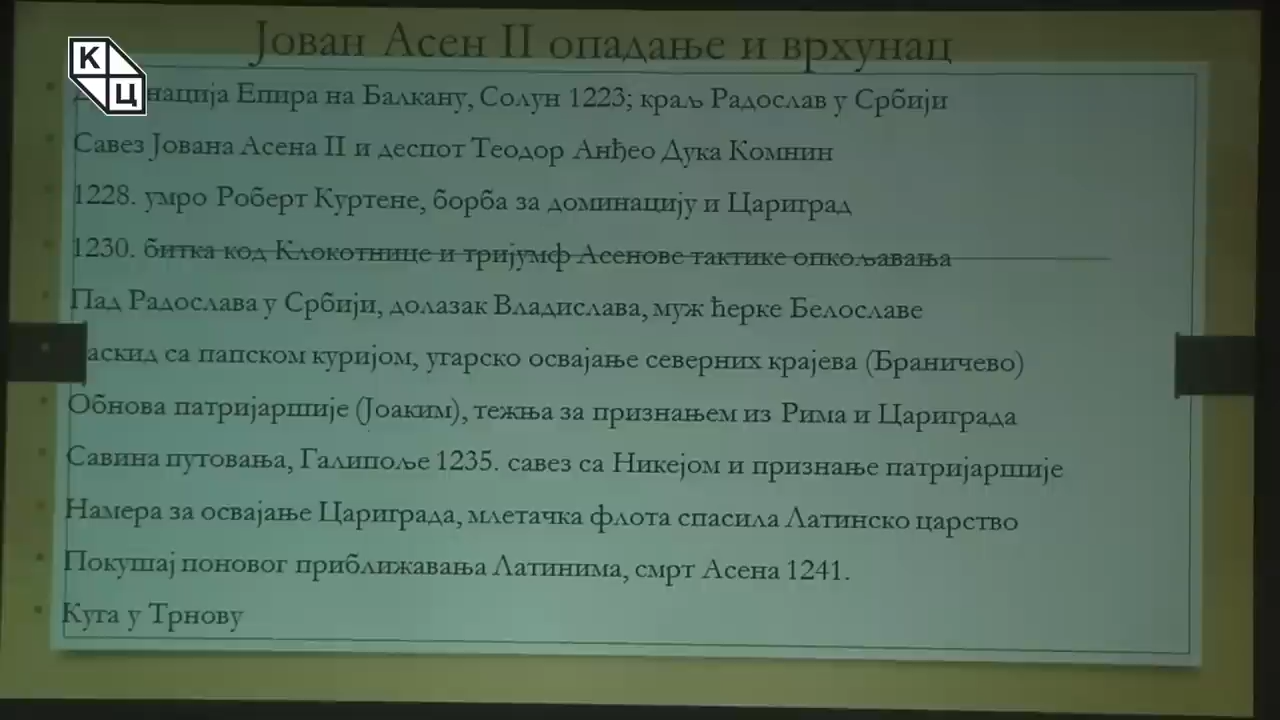 Јован Асен II опадање и врхунац
К
Ц
Епира на Балкану, Солун 1223; краљ Радослав у Србији
Савез Јована Асена II и деспот Теодор Анђео Дука Комнин
1228. умро Роберт Куртене, борба за доминацију и Цариград
1230. битка код Клокотнице и тријумф Асенове тактике опкољавања
Пад Радослава у Србији, долазак Владислава, муж ћерке Белославе
са папском куријом, угарско освајање северних крајева (Браничево)
Обнова патријаршије (Јоаким), тежња за признањем из Рима и Цариграда
Савина путовања, Галипоље 1235. савез са Никејом и признање патријаршије
Намера за освајање Цариграда, млетачка флота спасила Латинско царство
Покушај поновог приближавања Латинима, смрт Асена 1241.
Куга у Трнову